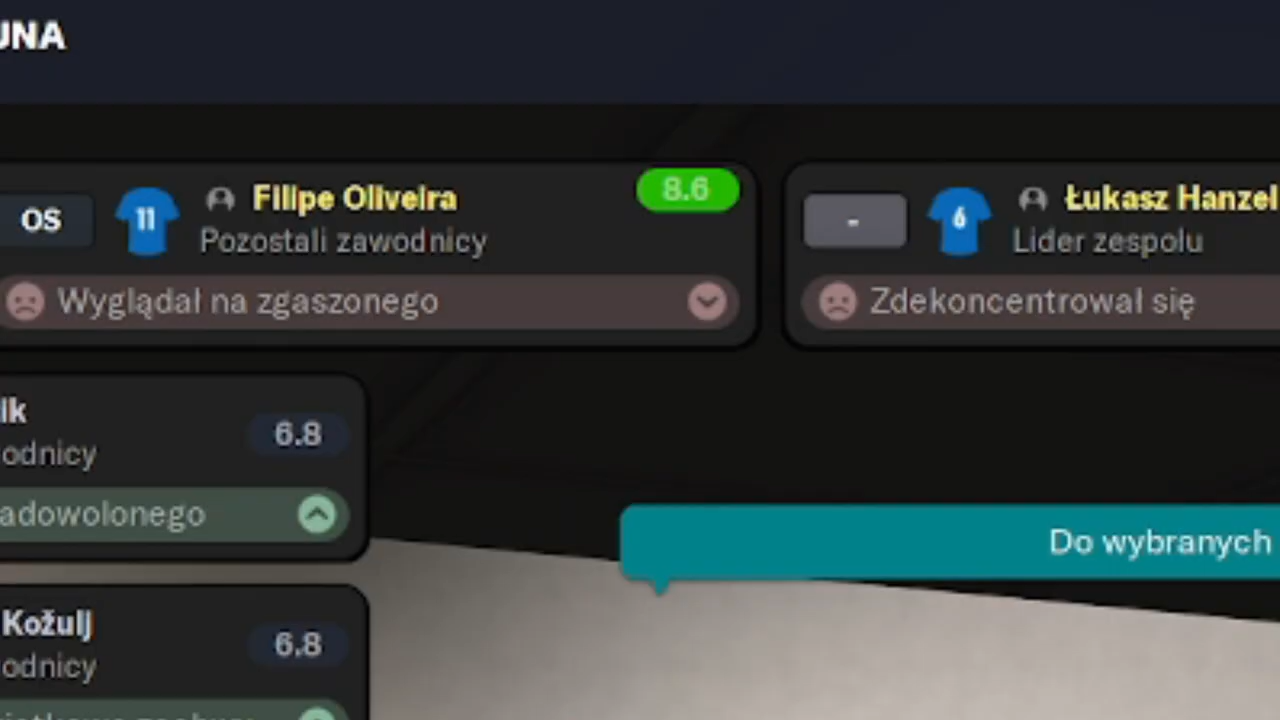 UNA
OS
11
Filipe Oliveira
8.6
Pozostali zawodnicy
Wyglądał na zgaszonego
-
6
Łukasz Hanzel
Lider zespołu
Zdekoncentrował się
ik
6.8
odnicy
adowolonego
Do wybranych
Kožulj
6.8
odnicy